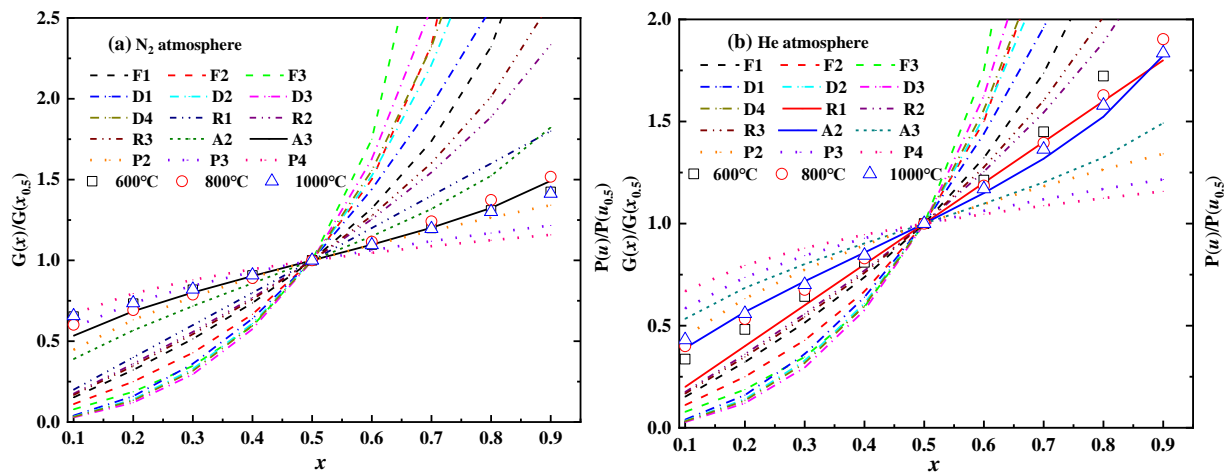 (a) N₂ atmosphere
F1 F2 F3
D1 D2 D3
D4 R1 R2
R3 A2 A3
P2 P3 P4
600℃ 800℃ 1000℃
G(x)/G(x₀.₅)
P(u)/P(u₀.₅)
2.5
2.0
1.5
1.0
0.5
0.0
0.1 0.2 0.3 0.4 0.5 0.6 0.7 0.8 0.9
x
(b) He atmosphere
F1 F2 F3
D1 D2 D3
D4 R1 R2
R3 A2 A3
P2 P3 P4
600℃ 800℃ 1000℃
G(x)/G(x₀.₅)
P(u)/P(u₀.₅)
2.0
1.5
1.0
0.5
0.0
0.1 0.2 0.3 0.4 0.5 0.6 0.7 0.8 0.9
x